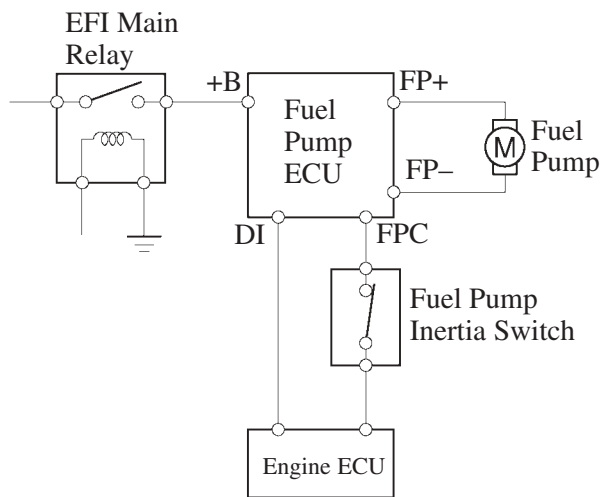 EFI Main
Relay
+B
Fuel
Pump
ECU
FP+
FP–
M
Fuel
Pump
DI
FPC
Fuel Pump
Inertia Switch
Engine ECU